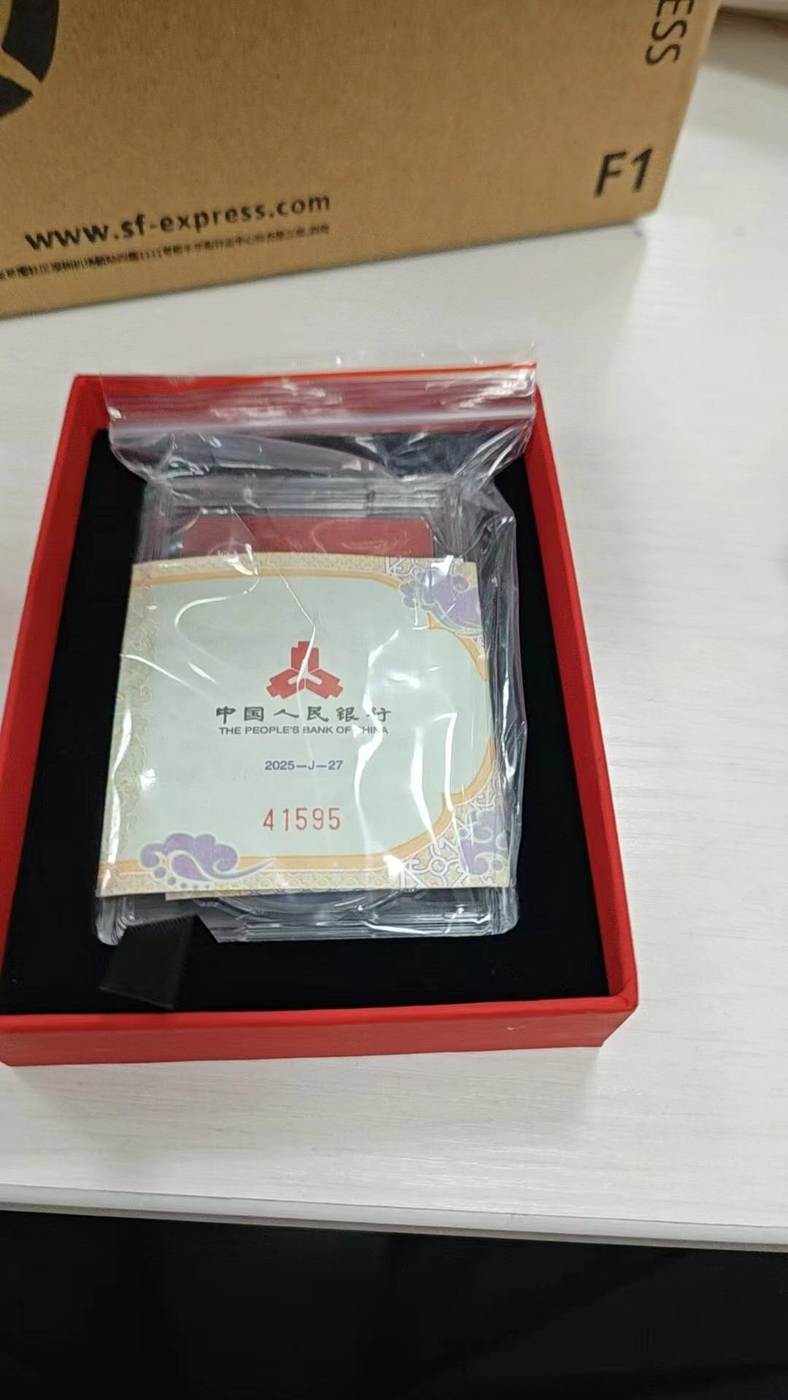 ESS
F1
www.sf-express.com
中国人民银行
THE PEOPLE'S BANK OF CHINA
2025—J—27
41595